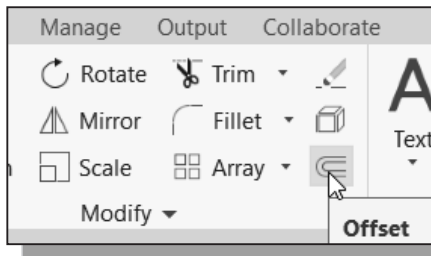 Manage Output Collaborate
Rotate Trim
Mirror Fillet
Scale Array
Text
Modify
Offset